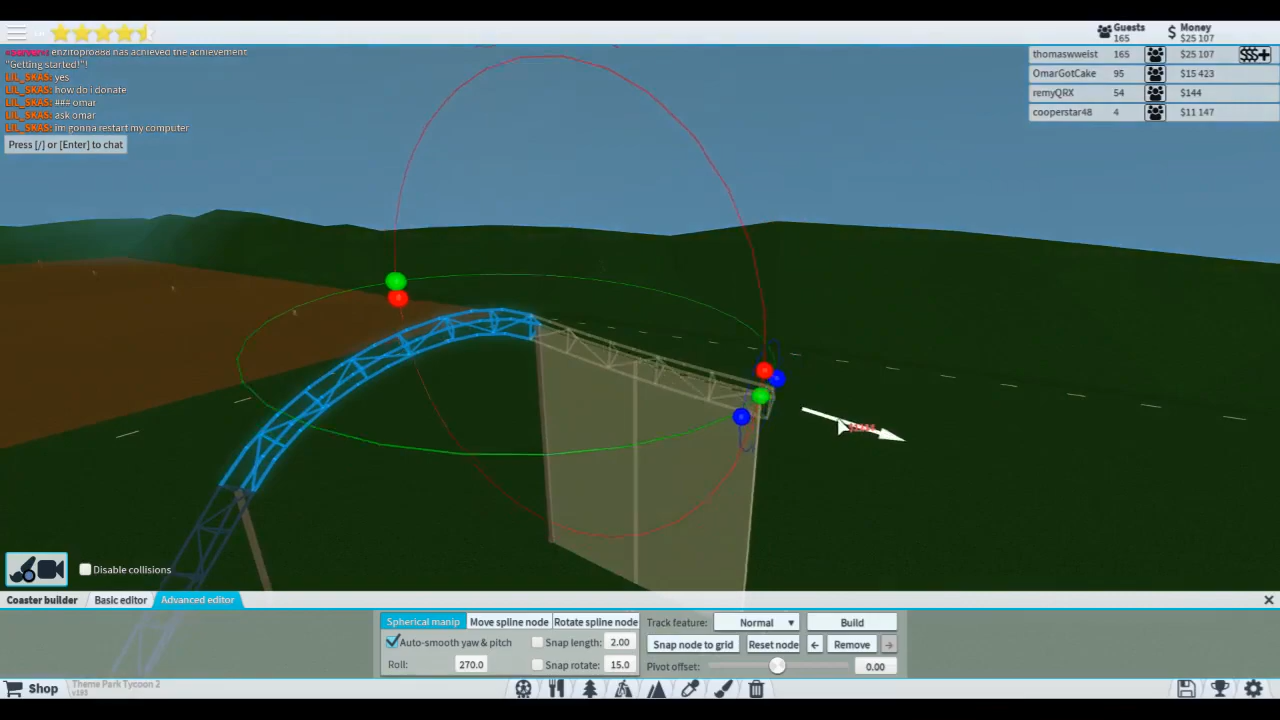 Guests
165
Money
$25 107
enzitopro888 has achieved the achievement
"Getting started!"!
LIL_SKAS: yes
LIL_SKAS: how do i donate
LIL_SKAS: ### omar
LIL_SKAS: ask omar
LIL_SKAS: im gonna restart my computer
Press [/] or [Enter] to chat
thomaswweist 165 $25 107 $$$+
OmarGotCake 95 $15 423
remyQRX 54 $144
cooperstar48 4 $11 147
Disable collisions
Coaster builder Basic editor Advanced editor
Spherical manip Move spline node Rotate spline node Track feature: Normal Build
Auto-smooth yaw & pitch Snap length: 2.00 Snap node to grid Reset node Remove
Roll: 270.0 Snap rotate: 15.0 Pivot offset: 0.00
Shop
Theme Park Tycoon 2
v193